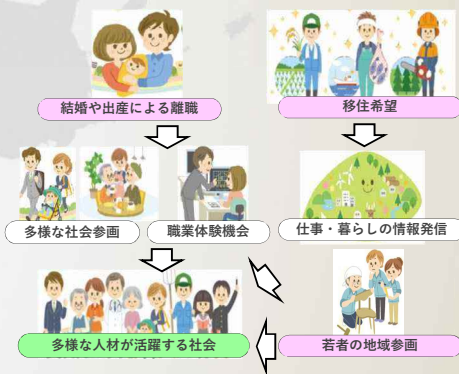 結婚や出産による離職
移住希望
多様な社会参画
職業体験機会
仕事・暮らしの情報発信
多様な人材が活躍する社会
若者の地域参画